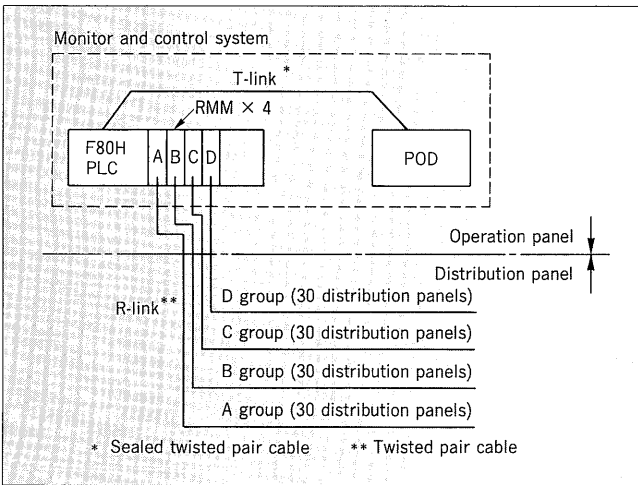 Monitor and control system
T-link *
RMM × 4
F80H
PLC
A B C D
POD
Operation panel
Distribution panel
R-link**
D group (30 distribution panels)
C group (30 distribution panels)
B group (30 distribution panels)
A group (30 distribution panels)
* Sealed twisted pair cable ** Twisted pair cable